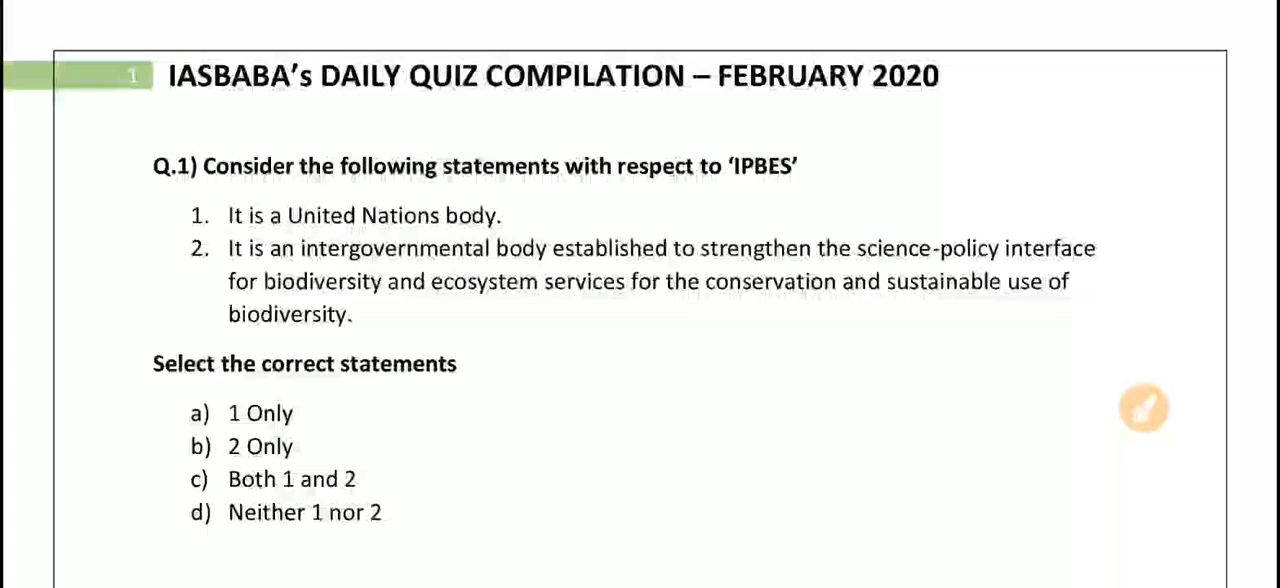 1 IASBABA's DAILY QUIZ COMPILATION – FEBRUARY 2020
Q.1) Consider the following statements with respect to 'IPBES'
1. It is a United Nations body.
2. It is an intergovernmental body established to strengthen the science-policy interface
for biodiversity and ecosystem services for the conservation and sustainable use of
biodiversity.
Select the correct statements
a) 1 Only
b) 2 Only
c) Both 1 and 2
d) Neither 1 nor 2